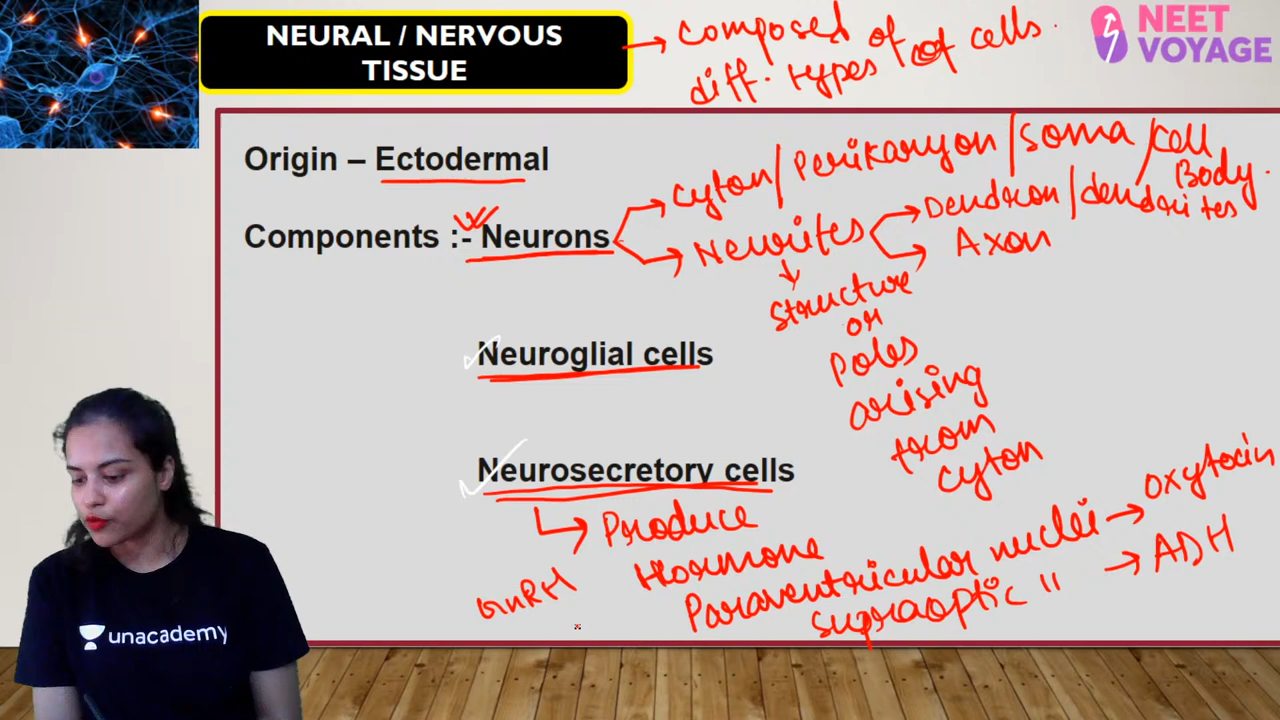 NEURAL / NERVOUS
TISSUE
→ composed of
diff. types of cells.
NEET
VOYAGE
Origin – Ectodermal
Components :- Neurons
Cyton/Perikaryon/Soma/cell
Body.
Neurites
Dendron/dendrites
Axon
structure
or
Poles
arising
from
cyton
Neuroglial cells
Neurosecretory cells
→ Produce
Hormone
GnRH
Paraventricular nuclei → oxytocin
supraoptic " → ADH
unacademy